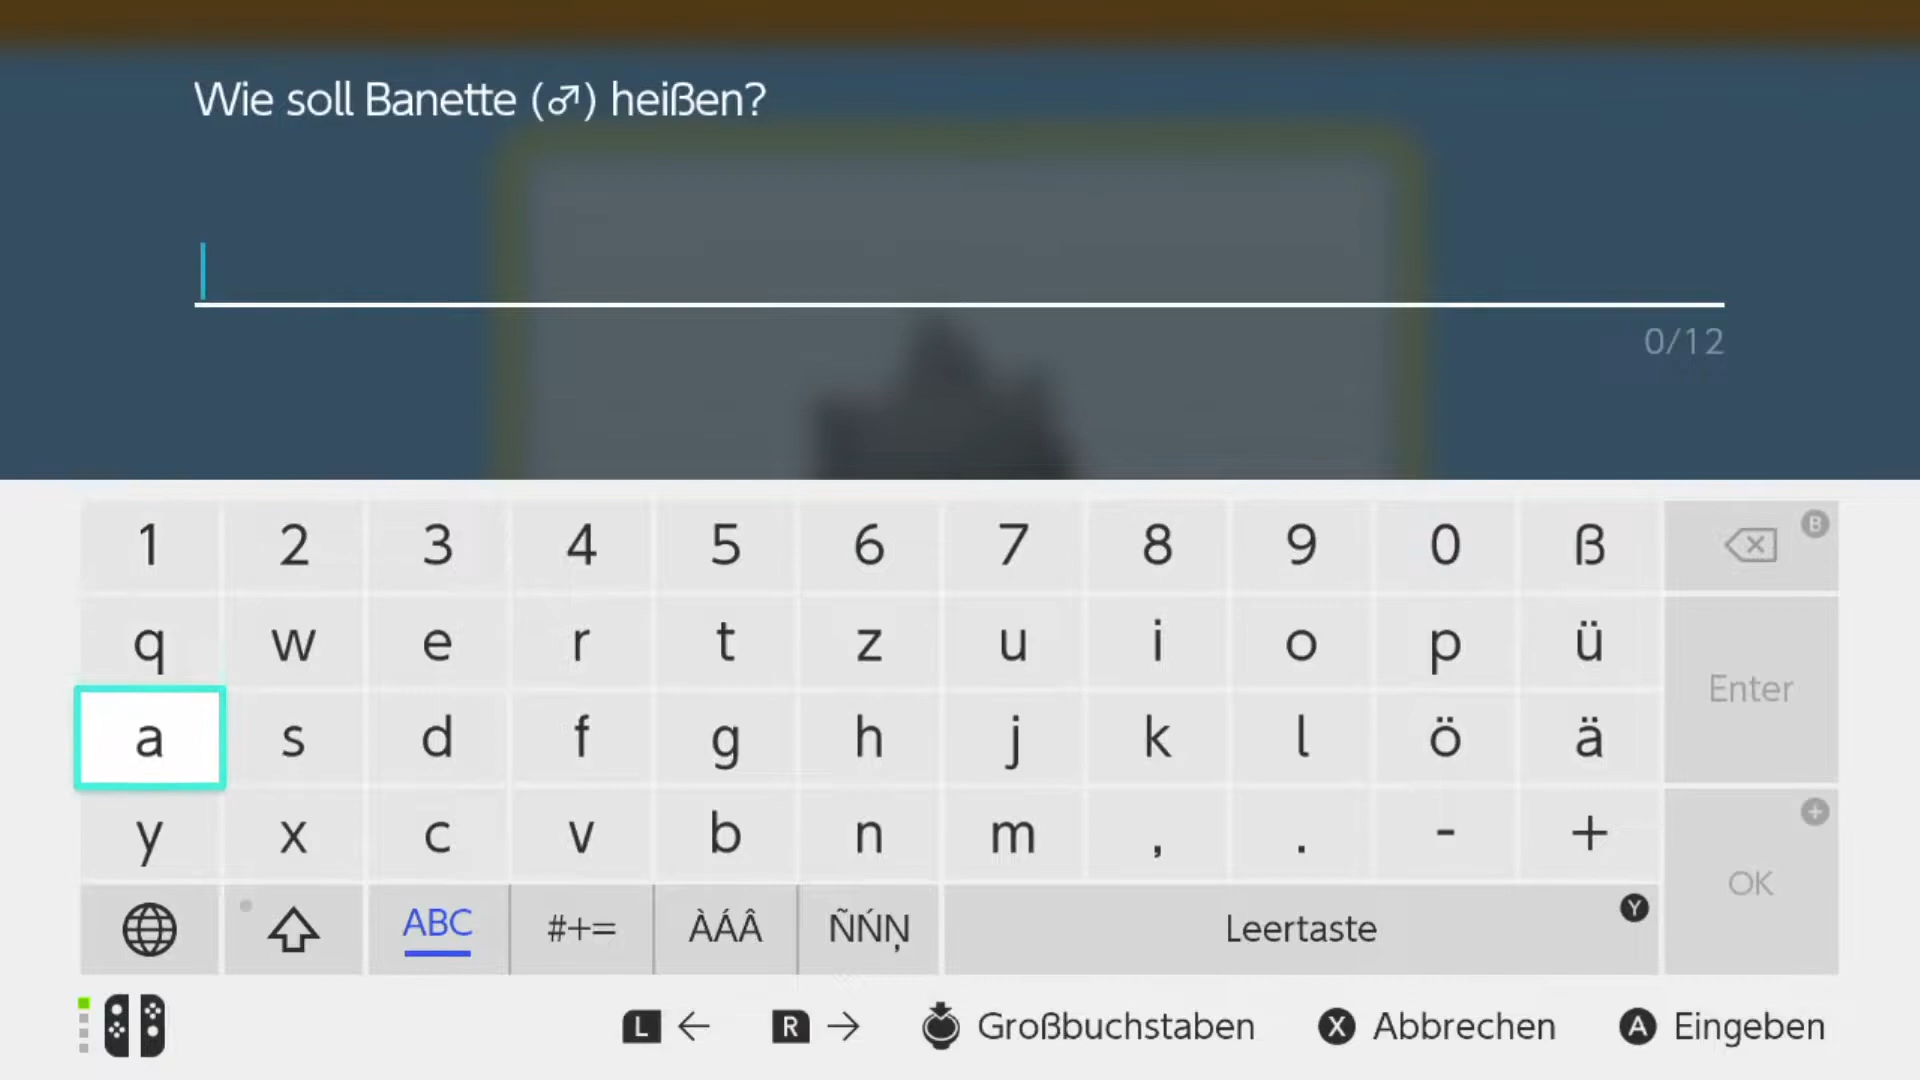 Wie soll Banette (♂) heißen?
0/12
1 2 3 4 5 6 7 8 9 0 ß B
q w e r t z u i o p ü Enter
a s d f g h j k l ö ä
y x c v b n m , . - + OK
ABC #+= ÀÁÂ ÑŃŅ Leertaste Y
L ← R → Großbuchstaben X Abbrechen A Eingeben